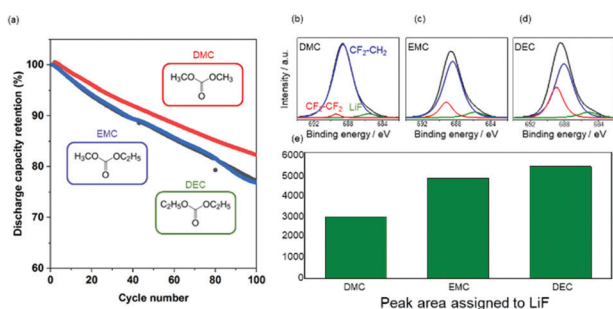 (a)
Discharge capacity retention (%)
110
100
90
80
70
60
0 20 40 60 80 100
Cycle number
DMC
H₃CO OCH₃
O
EMC
H₃CO OC₂H₅
O
DEC
C₂H₅O OC₂H₅
O
(b) (c) (d)
Intensity / a.u.
DMC CF₂-CH₂
CF₂-CF₂ LiF
692 688 684
Binding energy / eV
EMC
692 688 684
Binding energy / eV
DEC
692 688 684
Binding energy / eV
(e)
6000
5000
4000
3000
2000
1000
0
DMC EMC DEC
Peak area assigned to LiF